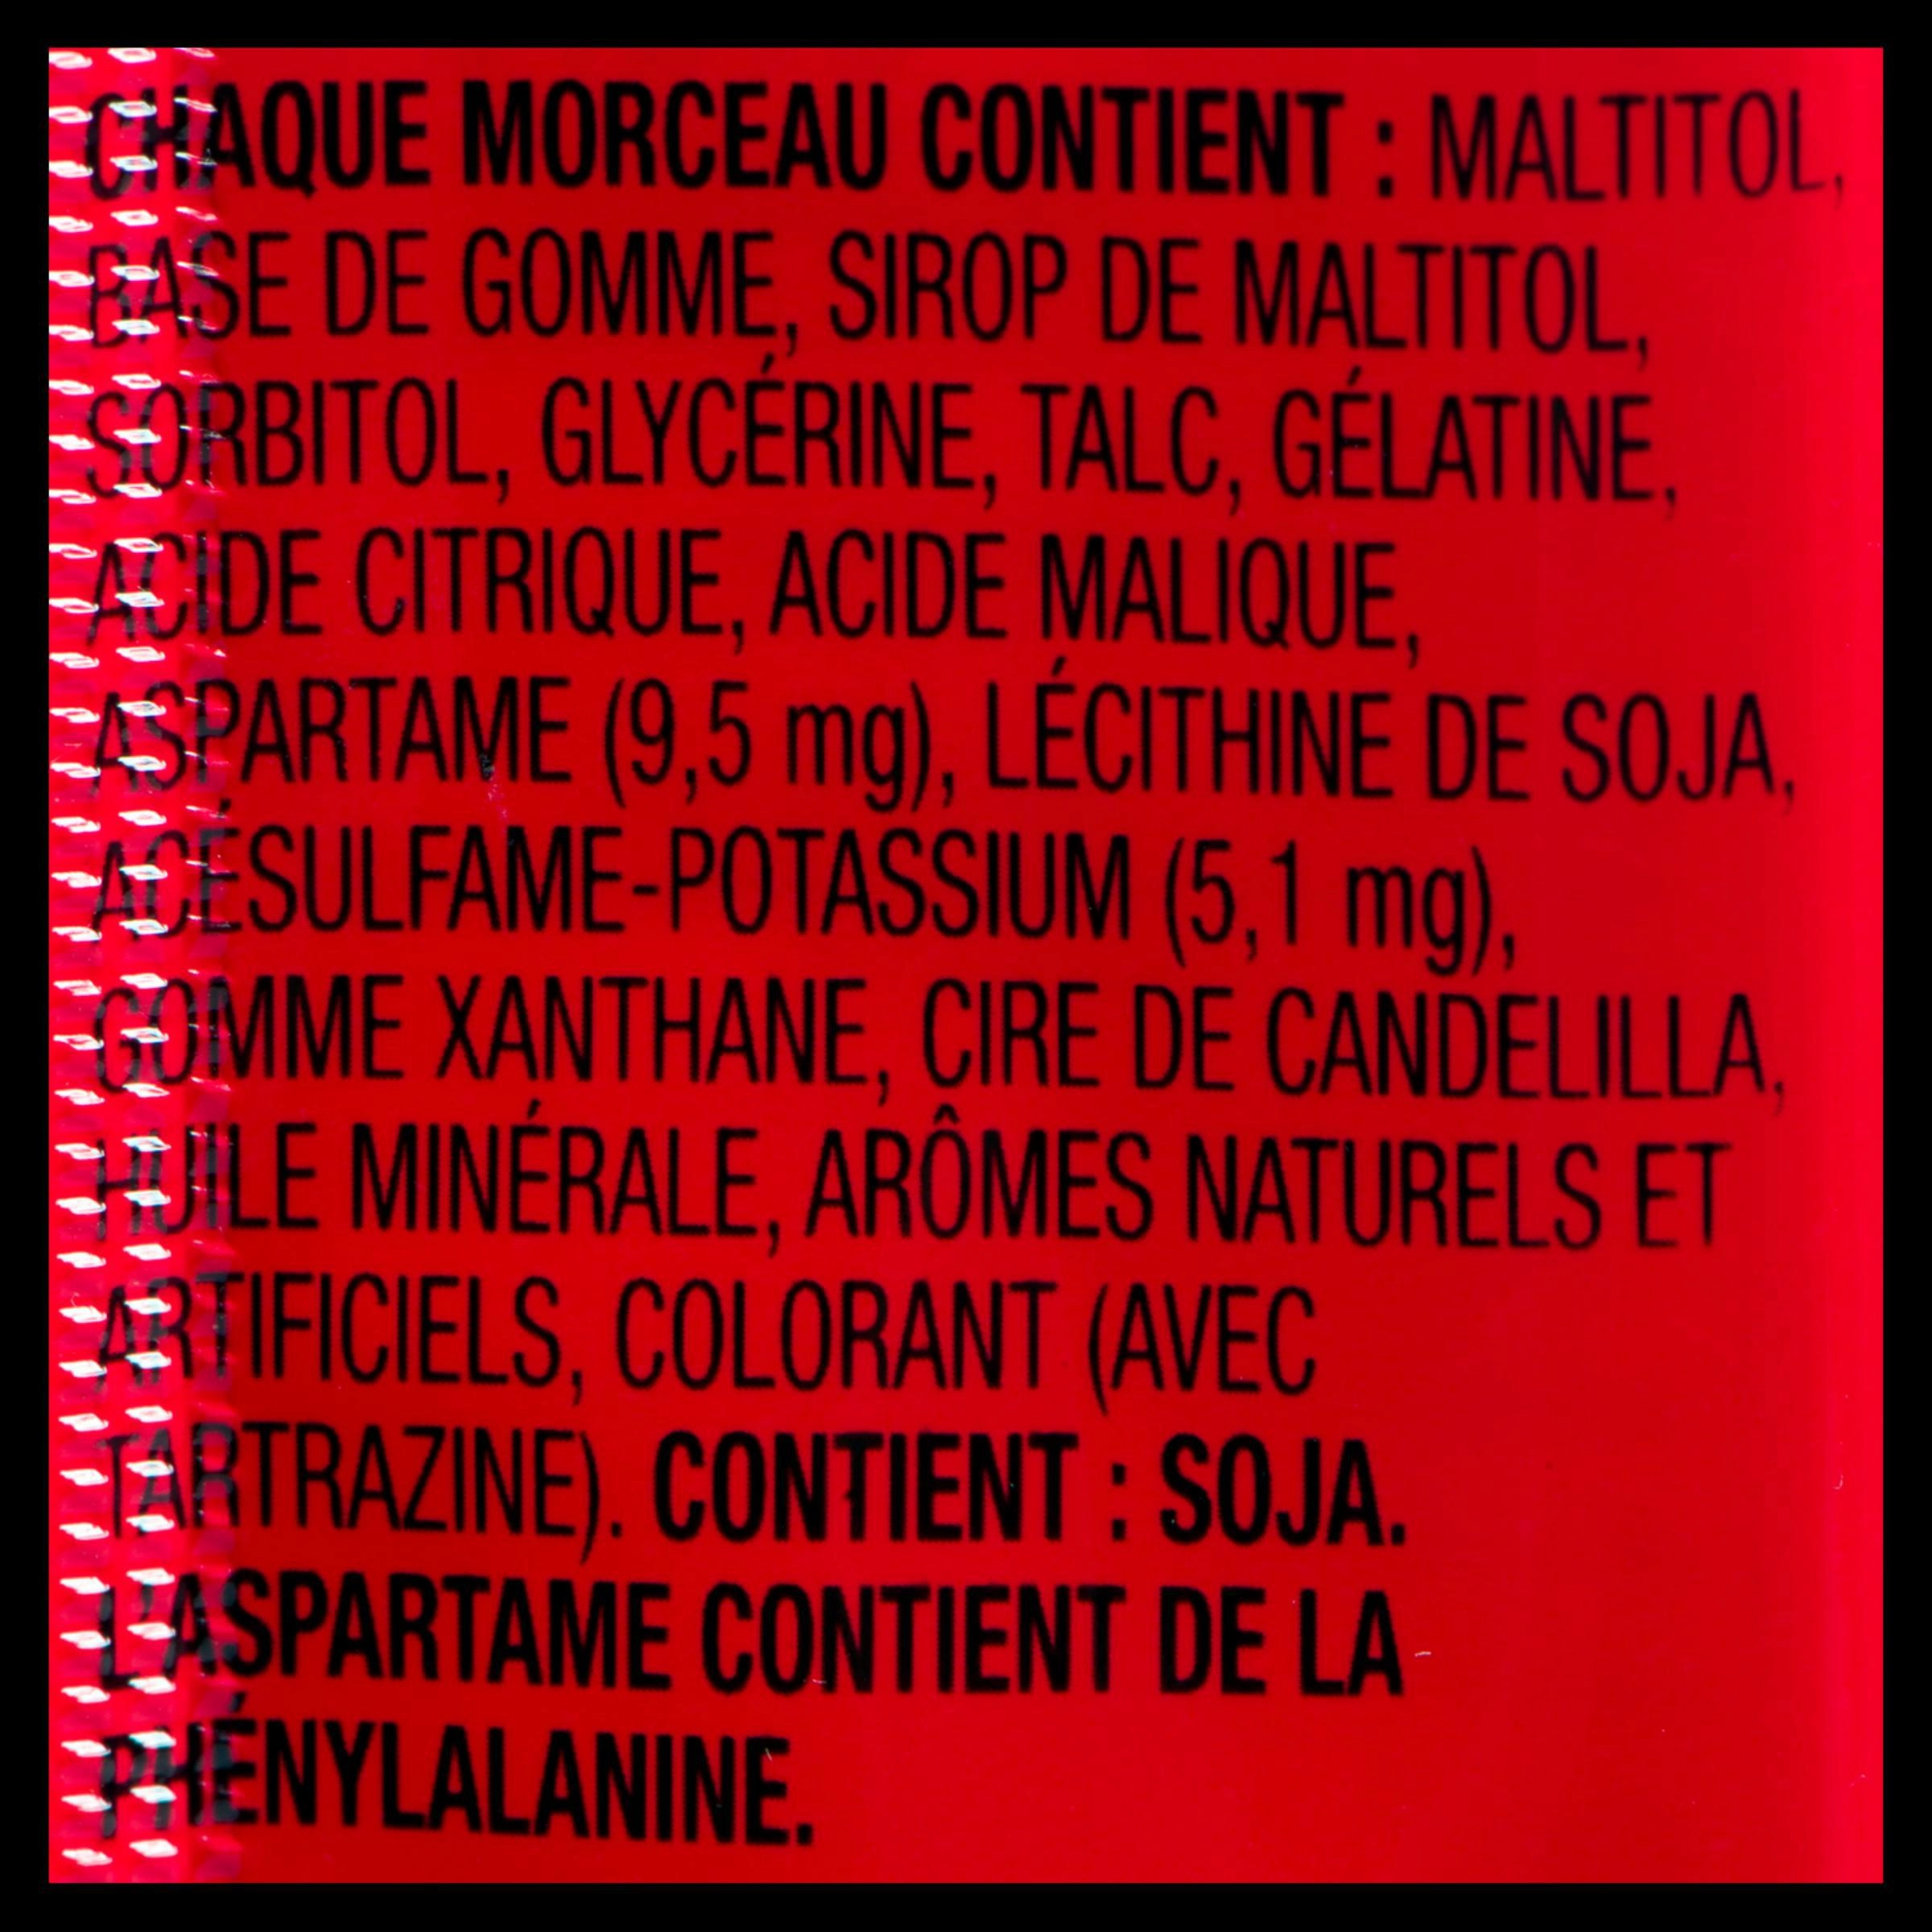 CHAQUE MORCEAU CONTIENT : MALTITOL,
BASE DE GOMME, SIROP DE MALTITOL,
SORBITOL, GLYCÉRINE, TALC, GÉLATINE,
ACIDE CITRIQUE, ACIDE MALIQUE,
ASPARTAME (9,5 mg), LÉCITHINE DE SOJA,
ACÉSULFAME-POTASSIUM (5,1 mg),
GOMME XANTHANE, CIRE DE CANDELILLA,
HUILE MINÉRALE, ARÔMES NATURELS ET
ARTIFICIELS, COLORANT (AVEC
TARTRAZINE). CONTIENT : SOJA.
L'ASPARTAME CONTIENT DE LA
PHÉNYLALANINE.